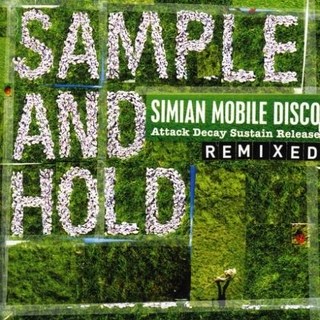 SAMPLE
AND
HOLD
SIMIAN MOBILE DISCO
Attack Decay Sustain Release
REMIXED